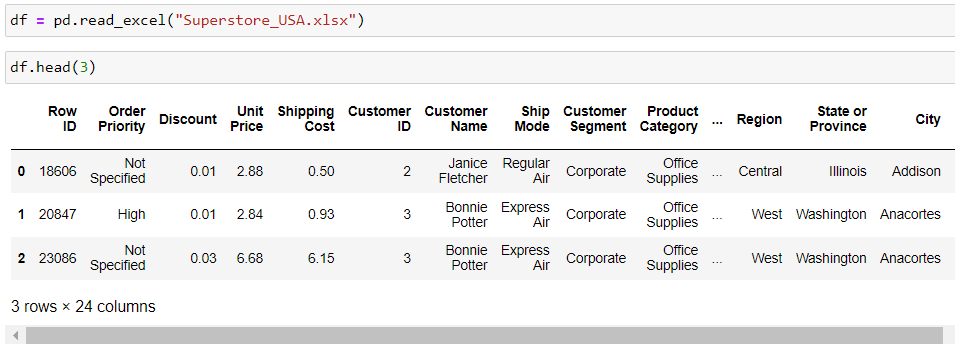 df = pd.read_excel("Superstore_USA.xlsx")
df.head(3)
Row ID Order Priority Discount Unit Price Shipping Cost Customer ID Customer Name Ship Mode Customer Segment Product Category ... Region State or Province City
0 18606 Not Specified 0.01 2.88 0.50 2 Janice Fletcher Regular Air Corporate Office Supplies ... Central Illinois Addison
1 20847 High 0.01 2.84 0.93 3 Bonnie Potter Express Air Corporate Office Supplies ... West Washington Anacortes
2 23086 Not Specified 0.03 6.68 6.15 3 Bonnie Potter Express Air Corporate Office Supplies ... West Washington Anacortes
3 rows × 24 columns